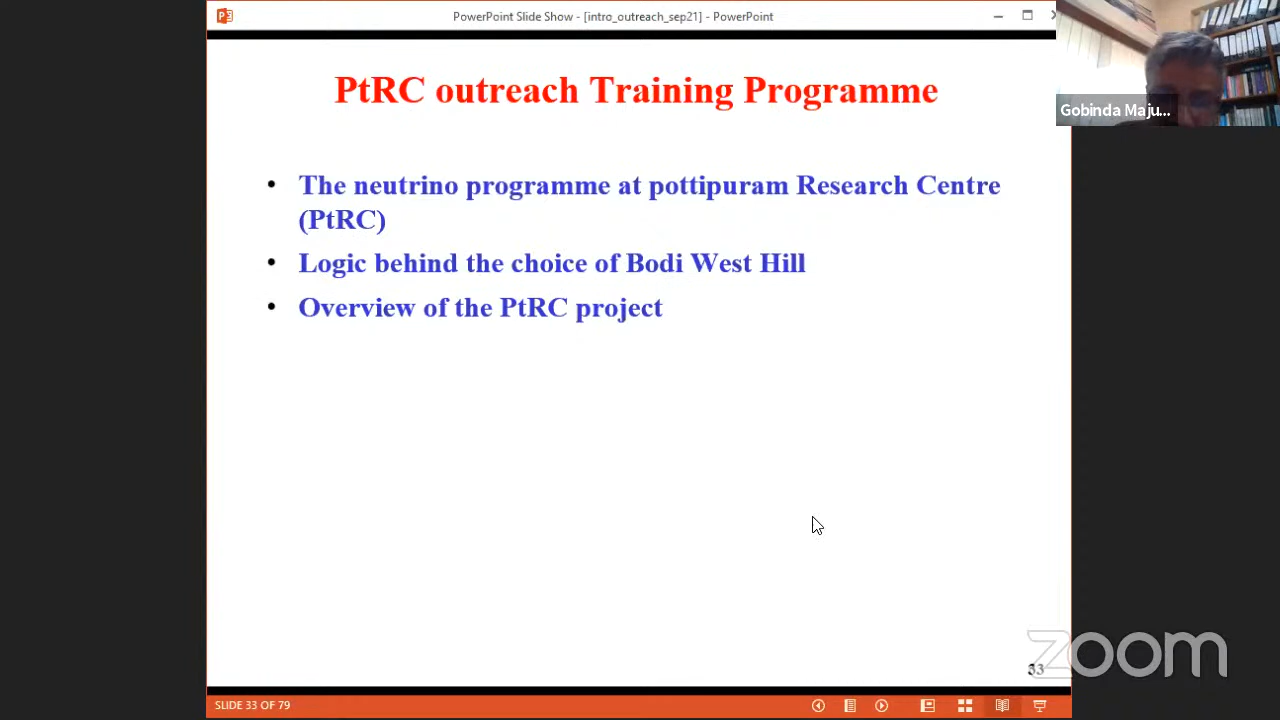 PowerPoint Slide Show - [intro_outreach_sep21] - PowerPoint
PtRC outreach Training Programme
Gobinda Maju...
• The neutrino programme at pottipuram Research Centre
(PtRC)
• Logic behind the choice of Bodi West Hill
• Overview of the PtRC project
33
zoom
SLIDE 33 OF 79